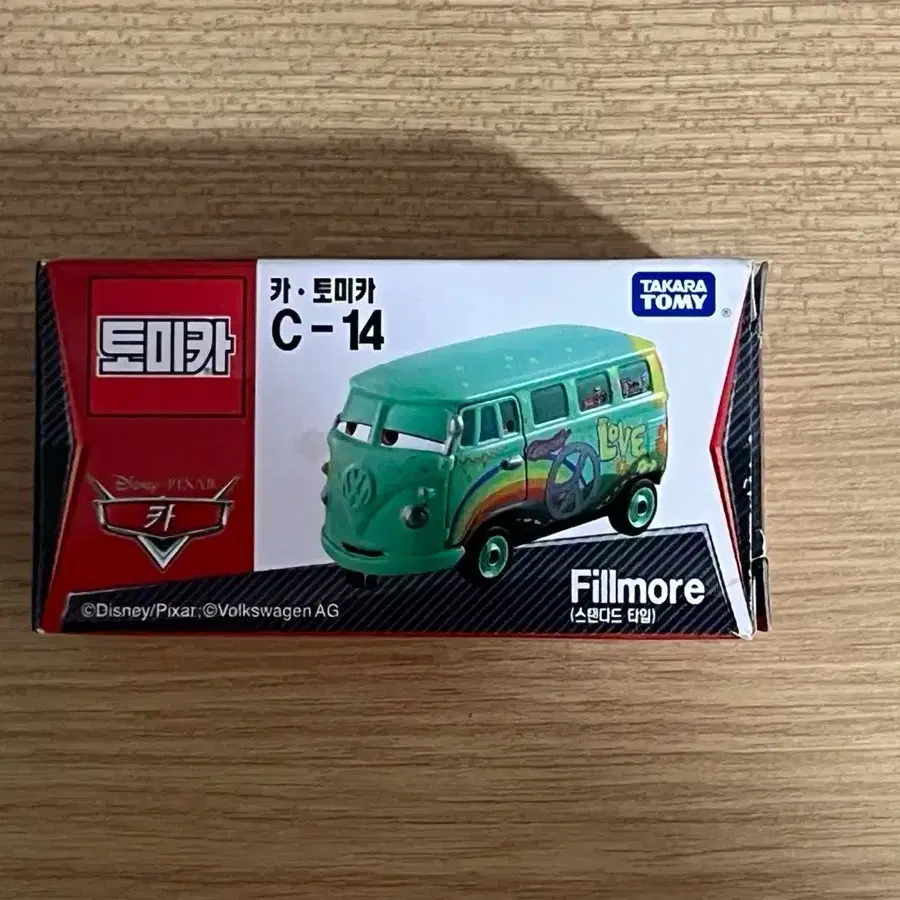 카·토미카
C-14
TAKARA
TOMY
®
토미카
Disney·PIXAR
카
LOVE
Fillmore
(스탠다드 타입)
©Disney/Pixar;©Volkswagen AG